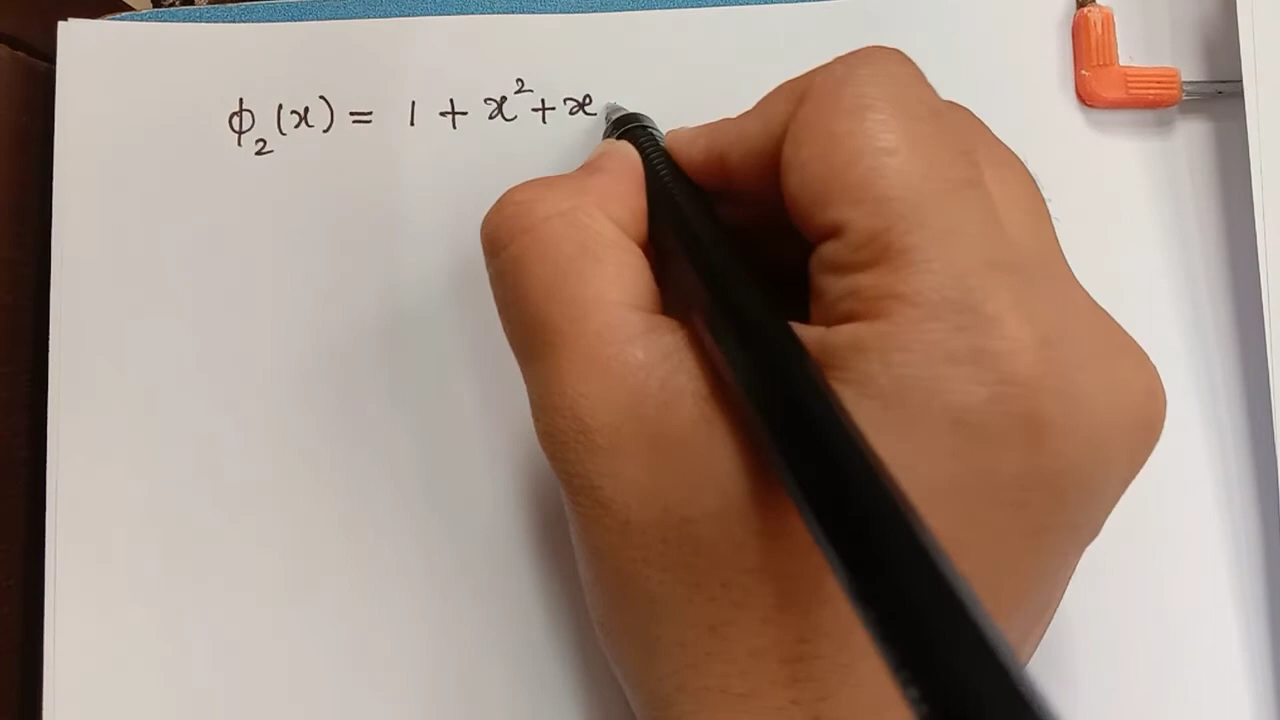 ϕ₂(x) = 1 + x² + x